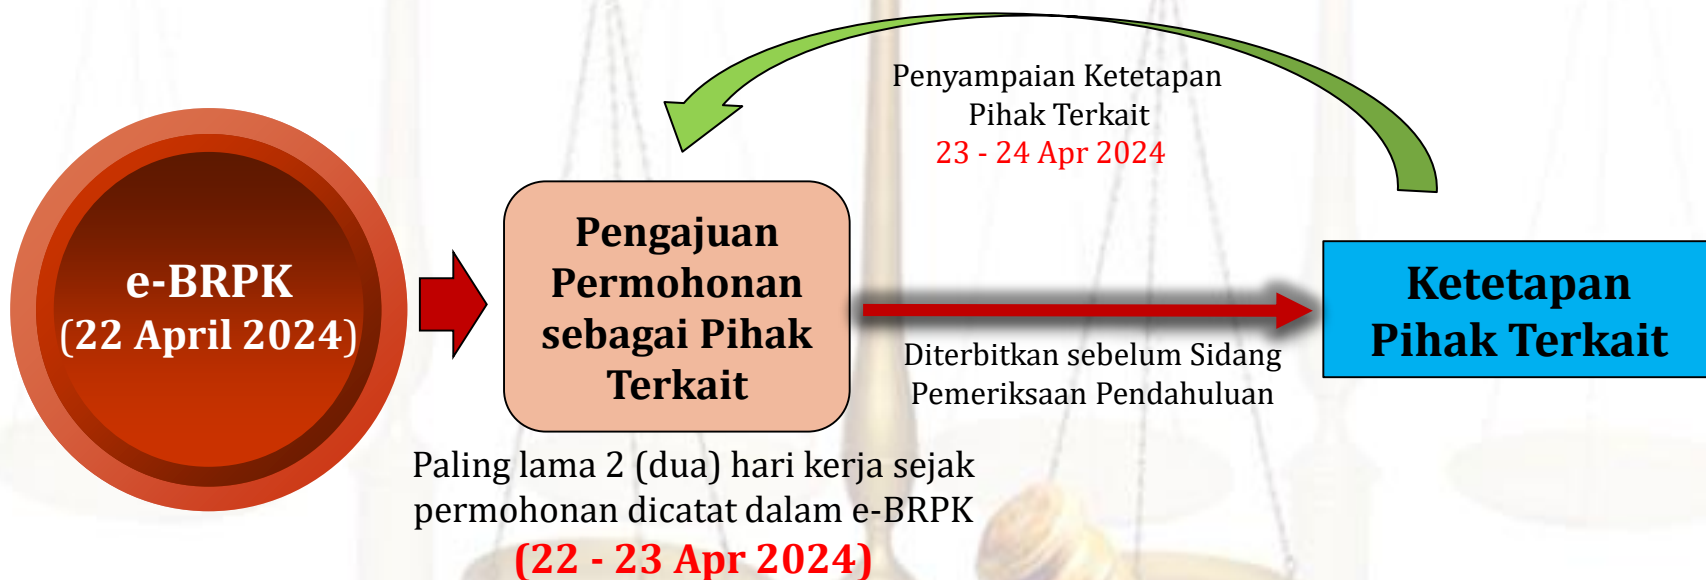 e-BRPK
(22 April 2024)
Pengajuan
Permohonan
sebagai Pihak
Terkait
Paling lama 2 (dua) hari kerja sejak
permohonan dicatat dalam e-BRPK
(22 - 23 Apr 2024)
Penyampaian Ketetapan
Pihak Terkait
23 - 24 Apr 2024
Diterbitkan sebelum Sidang
Pemeriksaan Pendahuluan
Ketetapan
Pihak Terkait